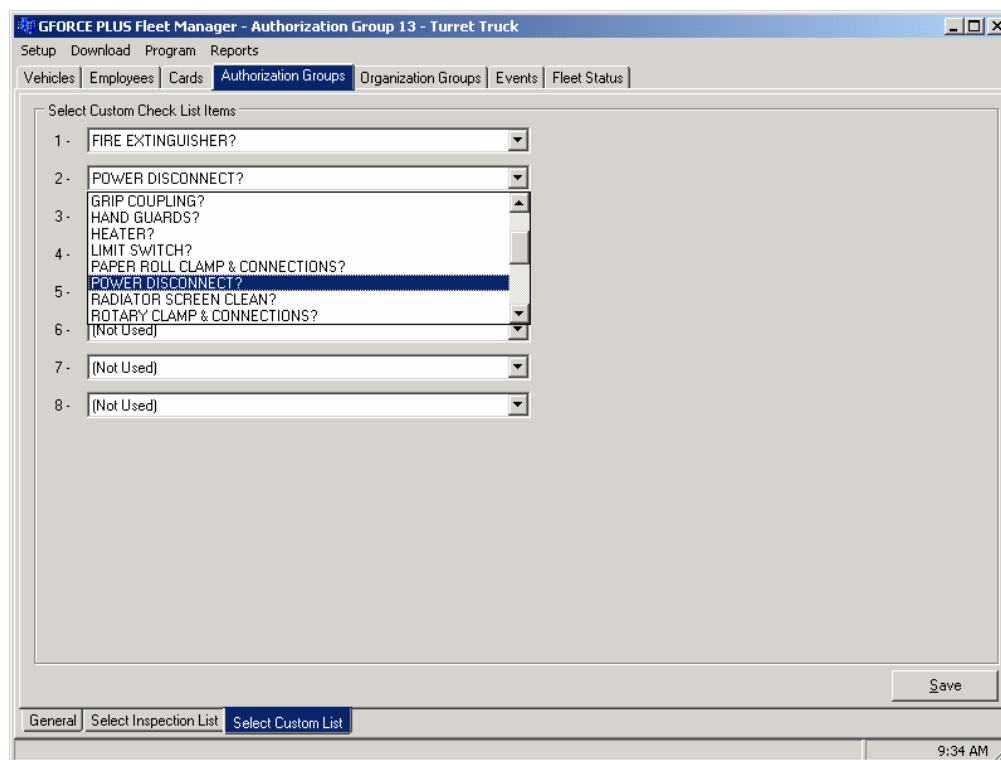 GFORCE PLUS Fleet Manager - Authorization Group 13 - Turret Truck
Setup Download Program Reports
Vehicles Employees Cards Authorization Groups Organization Groups Events Fleet Status
Select Custom Check List Items
1 - FIRE EXTINGUISHER?
2 - POWER DISCONNECT?
GRIP COUPLING?
3 - HAND GUARDS?
HEATER?
4 - LIMIT SWITCH?
PAPER ROLL CLAMP & CONNECTIONS?
POWER DISCONNECT?
5 - RADIATOR SCREEN CLEAN?
ROTARY CLAMP & CONNECTIONS?
6 - (Not Used)
7 - (Not Used)
8 - (Not Used)
Save
General Select Inspection List Select Custom List
9:34 AM